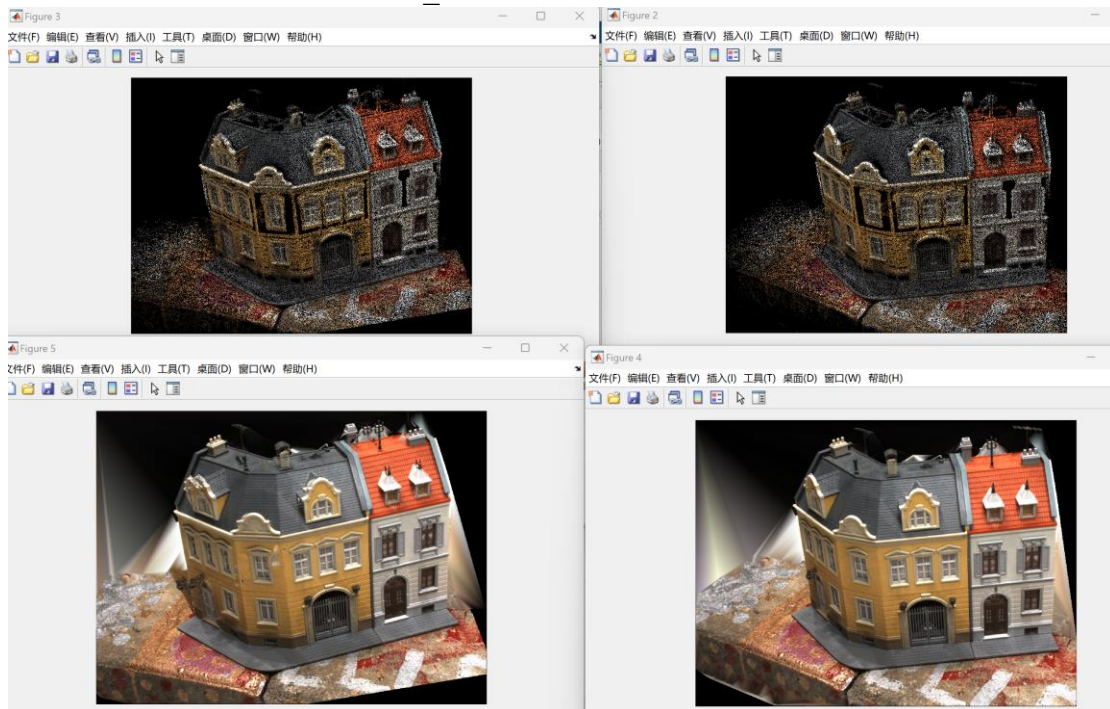 Figure 3
文件(F) 编辑(E) 查看(V) 插入(I) 工具(T) 桌面(D) 窗口(W) 帮助(H)
Figure 2
文件(F) 编辑(E) 查看(V) 插入(I) 工具(T) 桌面(D) 窗口(W) 帮助(H)
Figure 5
文件(F) 编辑(E) 查看(V) 插入(I) 工具(T) 桌面(D) 窗口(W) 帮助(H)
Figure 4
文件(F) 编辑(E) 查看(V) 插入(I) 工具(T) 桌面(D) 窗口(W) 帮助(H)